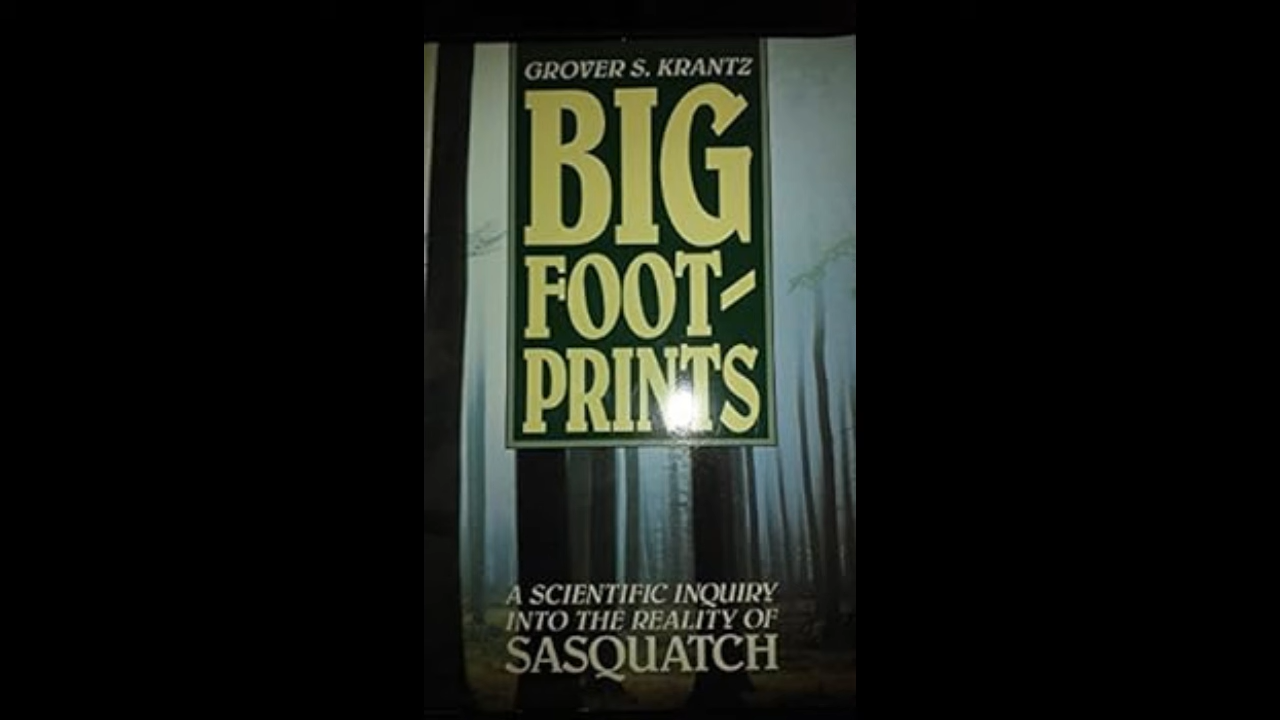 GROVER S. KRANTZ
BIG
FOOT-
PRINTS
A SCIENTIFIC INQUIRY
INTO THE REALITY OF
SASQUATCH